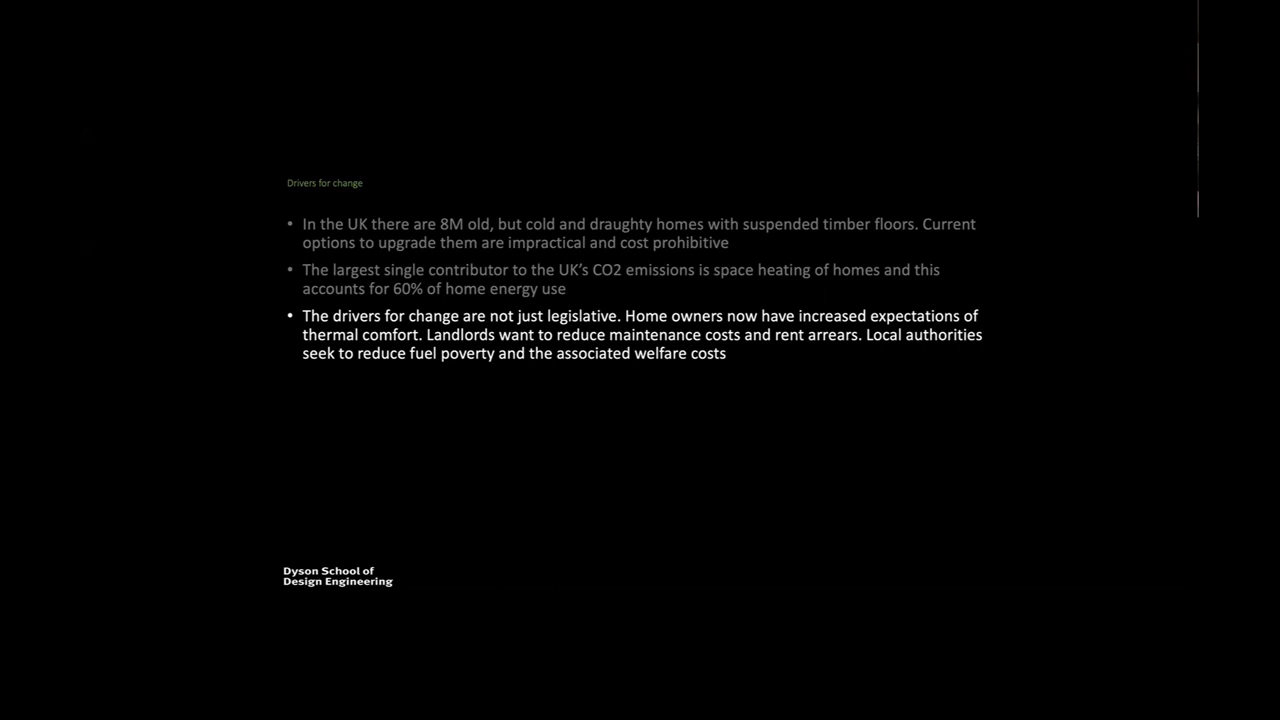 Drivers for change
• In the UK there are 8M old, but cold and draughty homes with suspended timber floors. Current
options to upgrade them are impractical and cost prohibitive
• The largest single contributor to the UK’s CO2 emissions is space heating of homes and this
accounts for 60% of home energy use
• The drivers for change are not just legislative. Home owners now have increased expectations of
thermal comfort. Landlords want to reduce maintenance costs and rent arrears. Local authorities
seek to reduce fuel poverty and the associated welfare costs
Dyson School of
Design Engineering